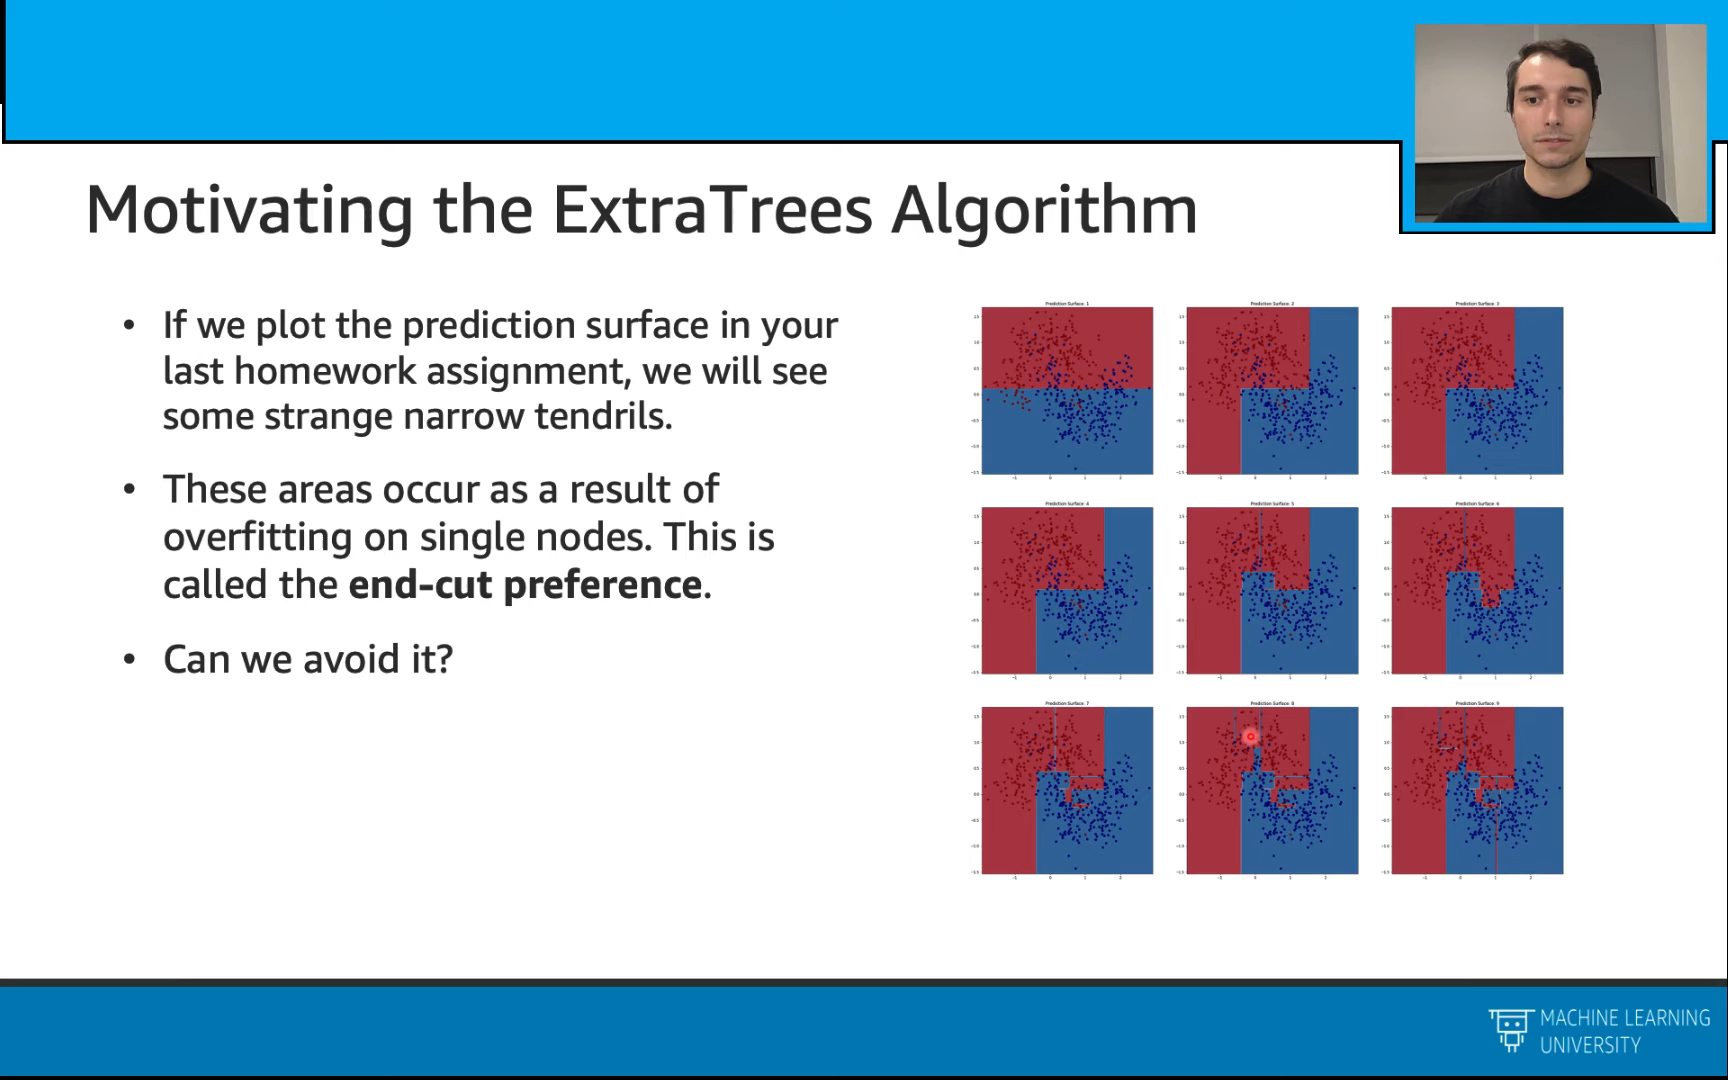 Motivating the ExtraTrees Algorithm
• If we plot the prediction surface in your
last homework assignment, we will see
some strange narrow tendrils.
• These areas occur as a result of
overfitting on single nodes. This is
called the end-cut preference.
• Can we avoid it?
Prediction Surface: 1
Prediction Surface: 2
Prediction Surface: 3
Prediction Surface: 4
Prediction Surface: 5
Prediction Surface: 6
Prediction Surface: 7
Prediction Surface: 8
Prediction Surface: 9
MACHINE LEARNING
UNIVERSITY